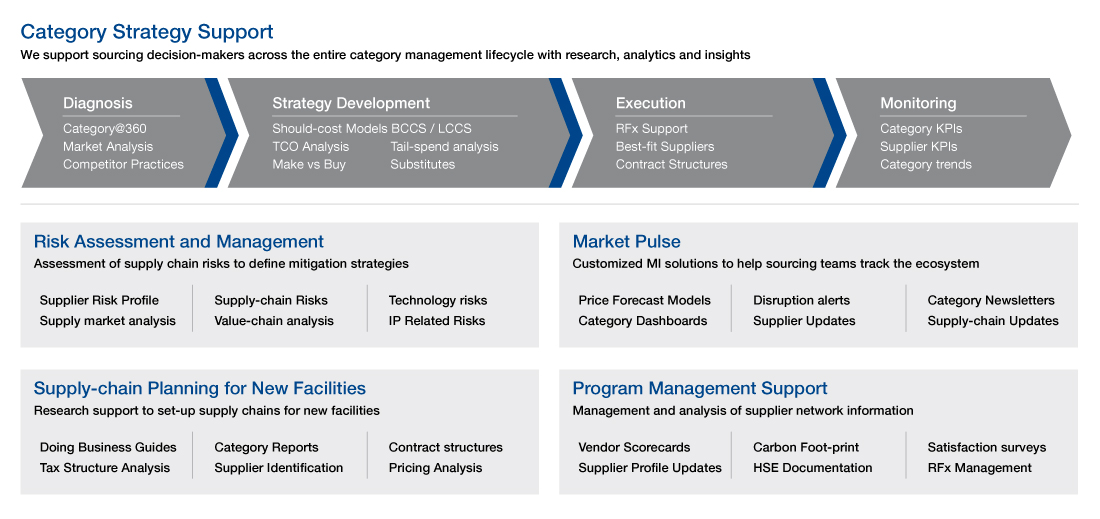 Category Strategy Support
We support sourcing decision-makers across the entire category management lifecycle with research, analytics and insights
Diagnosis
Category@360
Market Analysis
Competitor Practices
Strategy Development
Should-cost Models BCCS / LCCS
TCO Analysis Tail-spend analysis
Make vs Buy Substitutes
Execution
RFx Support
Best-fit Suppliers
Contract Structures
Monitoring
Category KPIs
Supplier KPIs
Category trends
Risk Assessment and Management
Assessment of supply chain risks to define mitigation strategies
Supplier Risk Profile Supply-chain Risks Technology risks
Supply market analysis Value-chain analysis IP Related Risks
Market Pulse
Customized MI solutions to help sourcing teams track the ecosystem
Price Forecast Models Disruption alerts Category Newsletters
Category Dashboards Supplier Updates Supply-chain Updates
Supply-chain Planning for New Facilities
Research support to set-up supply chains for new facilities
Doing Business Guides Category Reports Contract structures
Tax Structure Analysis Supplier Identification Pricing Analysis
Program Management Support
Management and analysis of supplier network information
Vendor Scorecards Carbon Foot-print Satisfaction surveys
Supplier Profile Updates HSE Documentation RFx Management